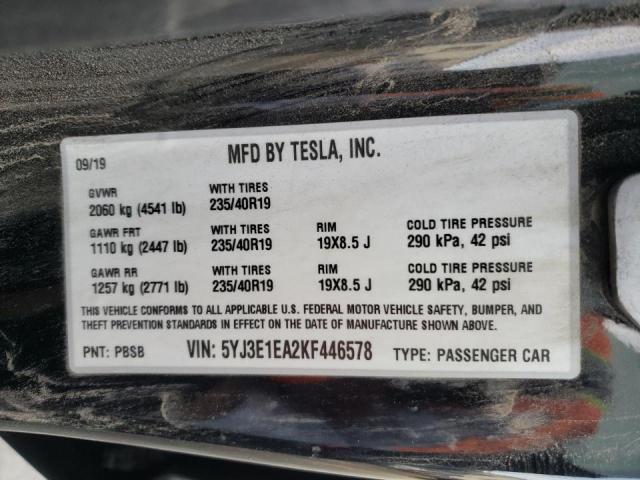 09/19 MFD BY TESLA, INC.
GVWR WITH TIRES
2060 kg (4541 lb) 235/40R19
GAWR FRT WITH TIRES RIM COLD TIRE PRESSURE
1110 kg (2447 lb) 235/40R19 19X8.5 J 290 kPa, 42 psi
GAWR RR WITH TIRES RIM COLD TIRE PRESSURE
1257 kg (2771 lb) 235/40R19 19X8.5 J 290 kPa, 42 psi
THIS VEHICLE CONFORMS TO ALL APPLICABLE U.S. FEDERAL MOTOR VEHICLE SAFETY, BUMPER, AND
THEFT PREVENTION STANDARDS IN EFFECT ON THE DATE OF MANUFACTURE SHOWN ABOVE.
PNT: PBSB VIN: 5YJ3E1EA2KF446578 TYPE: PASSENGER CAR